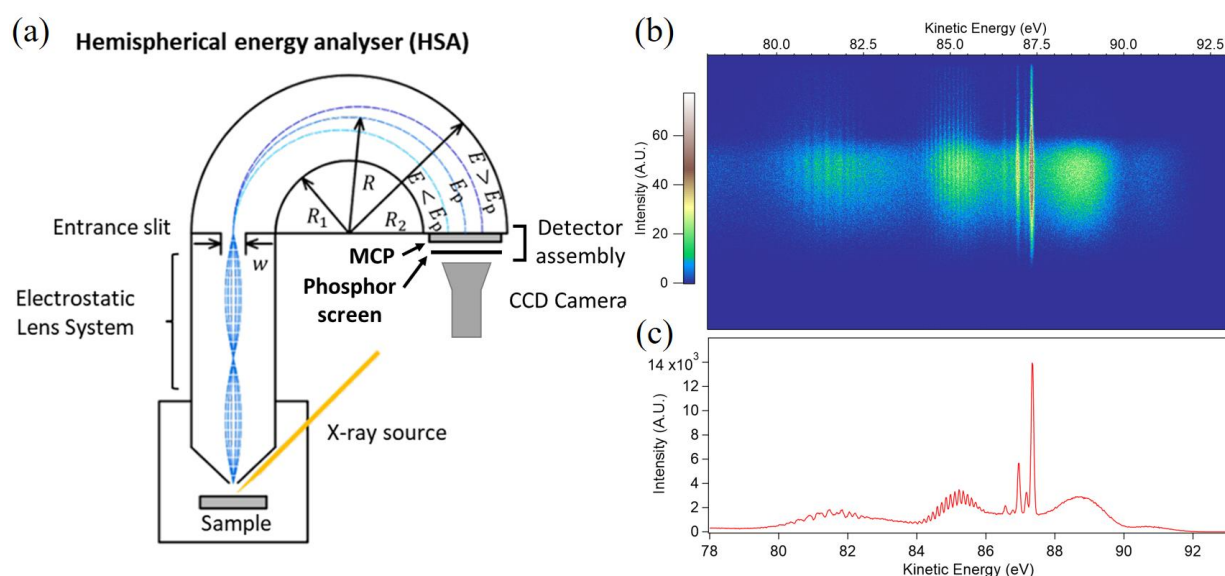 (a)
Hemispherical energy analyser (HSA)
E < Eₚ
Eₚ
E > Eₚ
R₁
R
R₂
Entrance slit
w
Electrostatic
Lens System
MCP
Phosphor
screen
Detector
assembly
CCD Camera
X-ray source
Sample
(b)
Kinetic Energy (eV)
80.0 82.5 85.0 87.5 90.0 92.5
Intensity (A.U.)
60
40
20
0
(c)
14 x10³
12
10
8
6
4
2
0
Intensity (A.U.)
78 80 82 84 86 88 90 92
Kinetic Energy (eV)